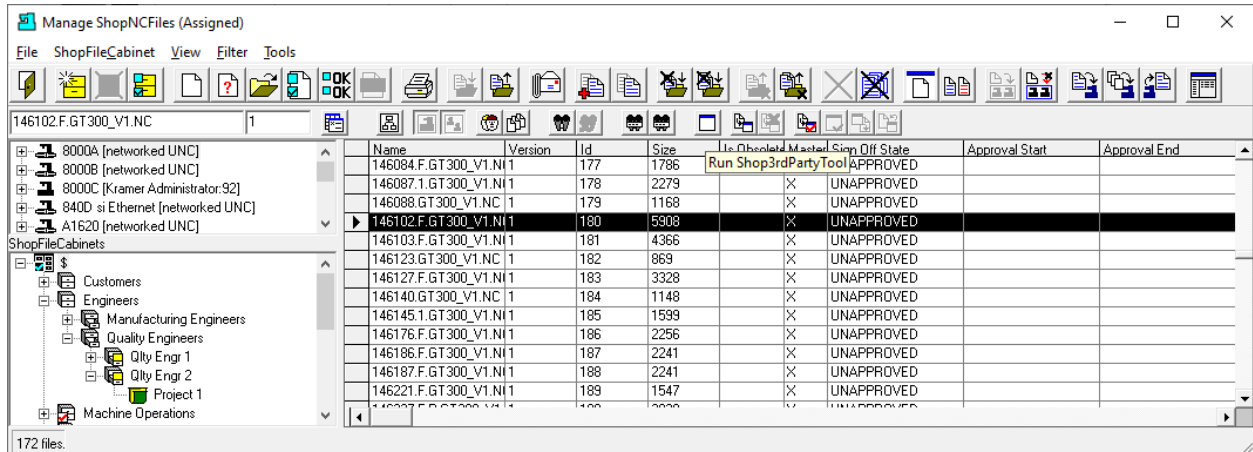 Manage ShopNCFiles (Assigned)
File ShopFileCabinet View Filter Tools
OK
OK
146102.F.GT300_V1.NC 1
8000A [networked UNC]
8000B [networked UNC]
8000C [Kramer Administrator:92]
840D si Ethernet [networked UNC]
A1620 [networked UNC]
ShopFileCabinets
$
Customers
Engineers
Manufacturing Engineers
Quality Engineers
Qlty Engr 1
Qlty Engr 2
Project 1
Machine Operations
Name Version Id Size Is Obsolete Master Sign Off State Approval Start Approval End
Run Shop3rdPartyTool
146084.F.GT300_V1.N 1 177 1786 APPROVED
146087.1.GT300_V1.N 1 178 2279 X UNAPPROVED
146088.GT300_V1.NC 1 179 1168 X UNAPPROVED
146102.F.GT300_V1.N 1 180 5908 X UNAPPROVED
146103.F.GT300_V1.N 1 181 4366 X UNAPPROVED
146123.GT300_V1.NC 1 182 869 X UNAPPROVED
146127.F.GT300_V1.N 1 183 3328 X UNAPPROVED
146140.GT300_V1.NC 1 184 1148 X UNAPPROVED
146145.1.GT300_V1.N 1 185 1599 X UNAPPROVED
146176.F.GT300_V1.N 1 186 2256 X UNAPPROVED
146186.F.GT300_V1.N 1 187 2241 X UNAPPROVED
146187.F.GT300_V1.N 1 188 2241 X UNAPPROVED
146221.F.GT300_V1.N 1 189 1547 X UNAPPROVED
172 files.